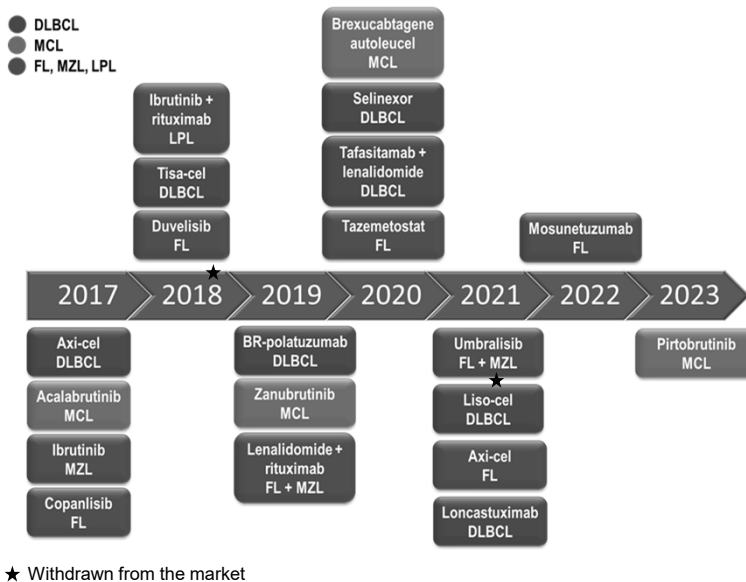 DLBCL
MCL
FL, MZL, LPL
Ibrutinib +
rituximab
LPL
Tisa-cel
DLBCL
Duvelisib
FL
Brexucabtagene
autoleucel
MCL
Selinexor
DLBCL
Tafasitamab +
lenalidomide
DLBCL
Tazemetostat
FL
Mosunetuzumab
FL
2017 2018 2019 2020 2021 2022 2023
Axi-cel
DLBCL
Acalabrutinib
MCL
Ibrutinib
MZL
Copanlisib
FL
BR-polatuzumab
DLBCL
Zanubrutinib
MCL
Lenalidomide +
rituximab
FL + MZL
Umbralisib
FL + MZL
Liso-cel
DLBCL
Axi-cel
FL
Loncastuximab
DLBCL
Pirtobrutinib
MCL
★ Withdrawn from the market